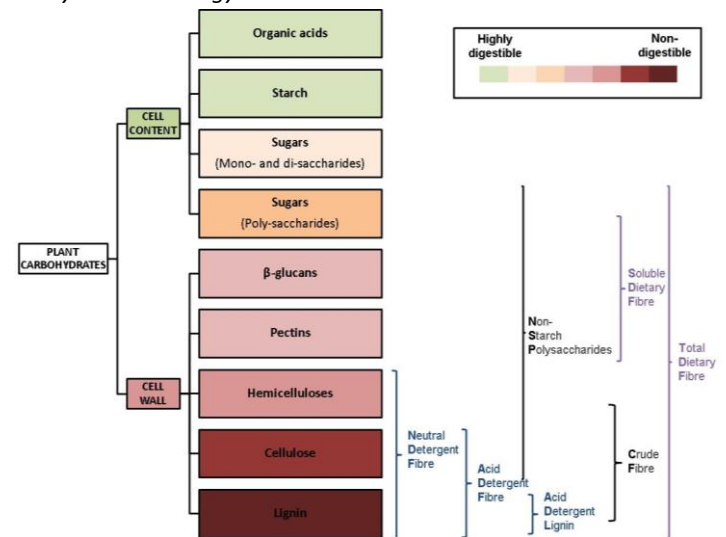 Organic acids
Highly
digestible
Non-
digestible
Starch
CELL
CONTENT
Sugars
(Mono- and di-saccharides)
Sugars
(Poly-saccharides)
PLANT
CARBOHYDRATES
β-glucans
Soluble
Dietary
Fibre
Pectins
Non-
Starch
Polysaccharides
Total
Dietary
Fibre
CELL
WALL
Hemicelluloses
Neutral
Detergent
Fibre
Cellulose
Crude
Fibre
Acid
Detergent
Fibre
Lignin
Acid
Detergent
Lignin